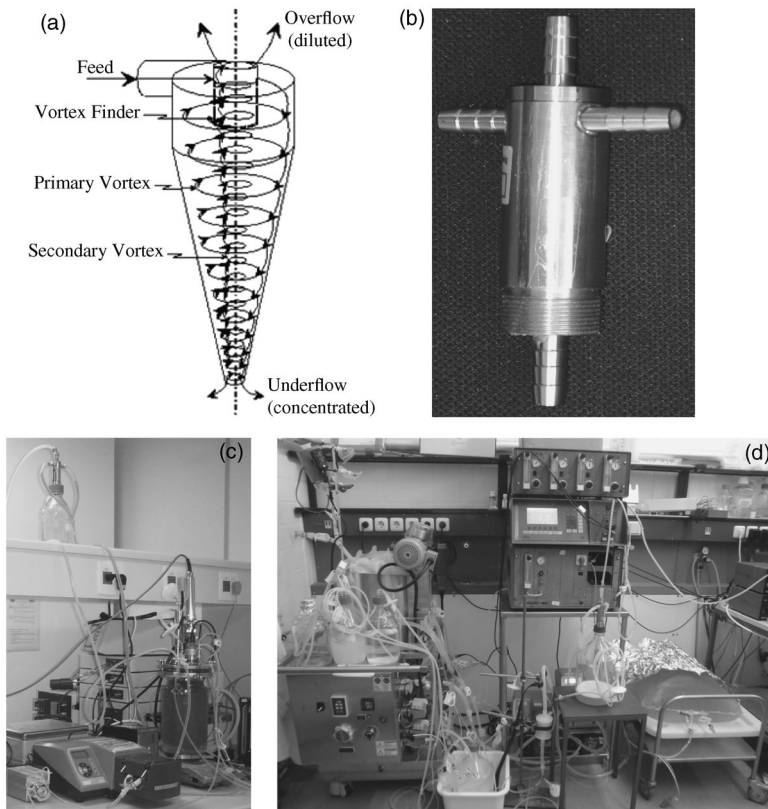 (a)
Overflow
(diluted)
Feed
Vortex Finder
Primary Vortex
Secondary Vortex
Underflow
(concentrated)
(b)
(c)
(d)